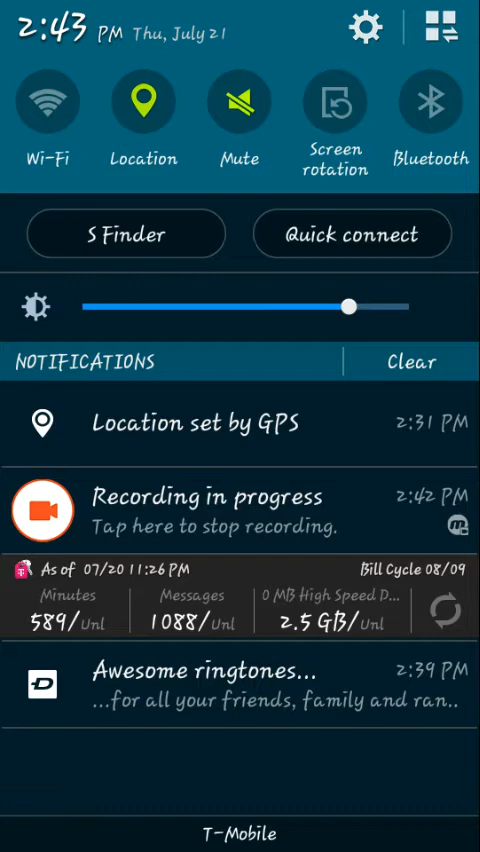 2:43 PM Thu, July 21
Wi-Fi
Location
Mute
Screen
rotation
Bluetooth
S Finder
Quick connect
NOTIFICATIONS
Clear
Location set by GPS
2:31 PM
Recording in progress
2:42 PM
Tap here to stop recording.
As of 07/20 11:26 PM
Bill Cycle 08/09
Minutes
Messages
0 MB High Speed D...
589/Unl
1088/Unl
2.5 GB/Unl
Awesome ringtones...
2:39 PM
...for all your friends, family and ran..
T-Mobile